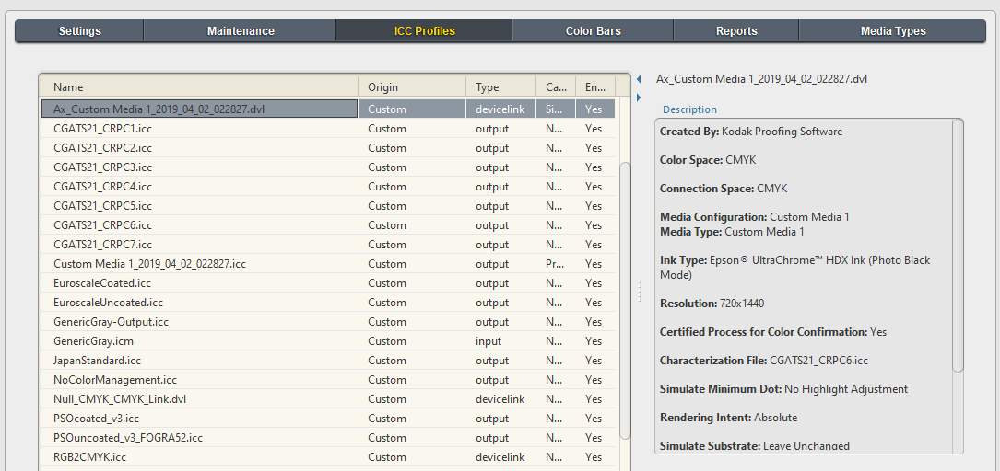 Settings Maintenance ICC Profiles Color Bars Reports Media Types
Name Origin Type Ca... En...
Ax_Custom Media 1_2019_04_02_022827.dvl Custom devicelink Si... Yes
CGATS21_CRPC1.icc Custom output N... Yes
CGATS21_CRPC2.icc Custom output N... Yes
CGATS21_CRPC3.icc Custom output N... Yes
CGATS21_CRPC4.icc Custom output N... Yes
CGATS21_CRPC5.icc Custom output N... Yes
CGATS21_CRPC6.icc Custom output N... Yes
CGATS21_CRPC7.icc Custom output N... Yes
Custom Media 1_2019_04_02_022827.icc Custom output Pr... Yes
EuroscaleCoated.icc Custom output N... Yes
EuroscaleUncoated.icc Custom output N... Yes
GenericGray-Output.icc Custom output N... Yes
GenericGray.icm Custom input N... Yes
JapanStandard.icc Custom output N... Yes
NoColorManagement.icc Custom output N... Yes
Null_CMYK_CMYK_Link.dvl Custom devicelink N... Yes
PSOcoated_v3.icc Custom output N... Yes
PSOuncoated_v3_FOGRA52.icc Custom output N... Yes
RGB2CMYK.icc Custom devicelink N... Yes
Ax_Custom Media 1_2019_04_02_022827.dvl
Description
Created By: Kodak Proofing Software
Color Space: CMYK
Connection Space: CMYK
Media Configuration: Custom Media 1
Media Type: Custom Media 1
Ink Type: Epson® UltraChrome™ HDX Ink (Photo Black
Mode)
Resolution: 720x1440
Certified Process for Color Confirmation: Yes
Characterization File: CGATS21_CRPC6.icc
Simulate Minimum Dot: No Highlight Adjustment
Rendering Intent: Absolute
Simulate Substrate: Leave Unchanged